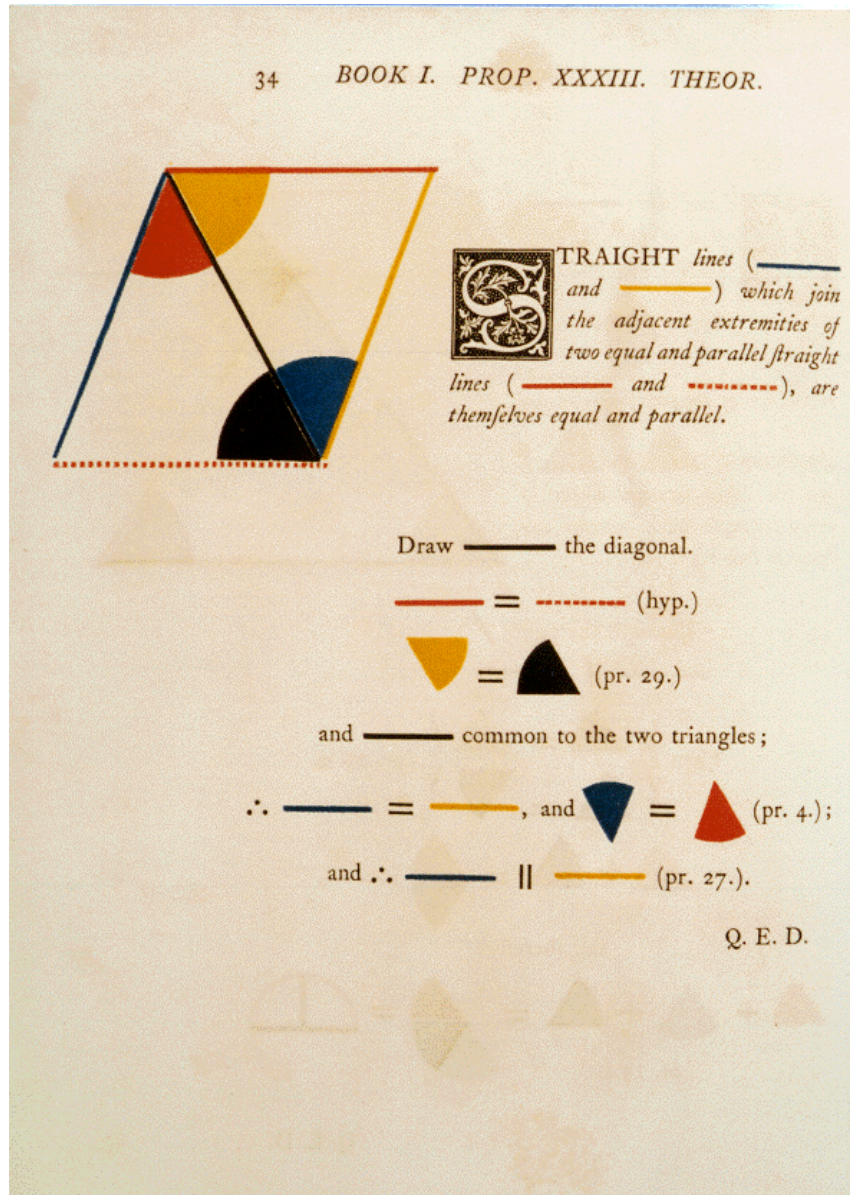 34 BOOK I. PROP. XXXIII. THEOR.
STRAIGHT lines (
and ) which join
the adjacent extremities of
two equal and parallel ſtraight
lines ( and ), are
themſelves equal and parallel.
Draw the diagonal.
= (hyp.)
= (pr. 29.)
and common to the two triangles;
∴ = , and = (pr. 4.);
and ∴ || (pr. 27.).
Q. E. D.